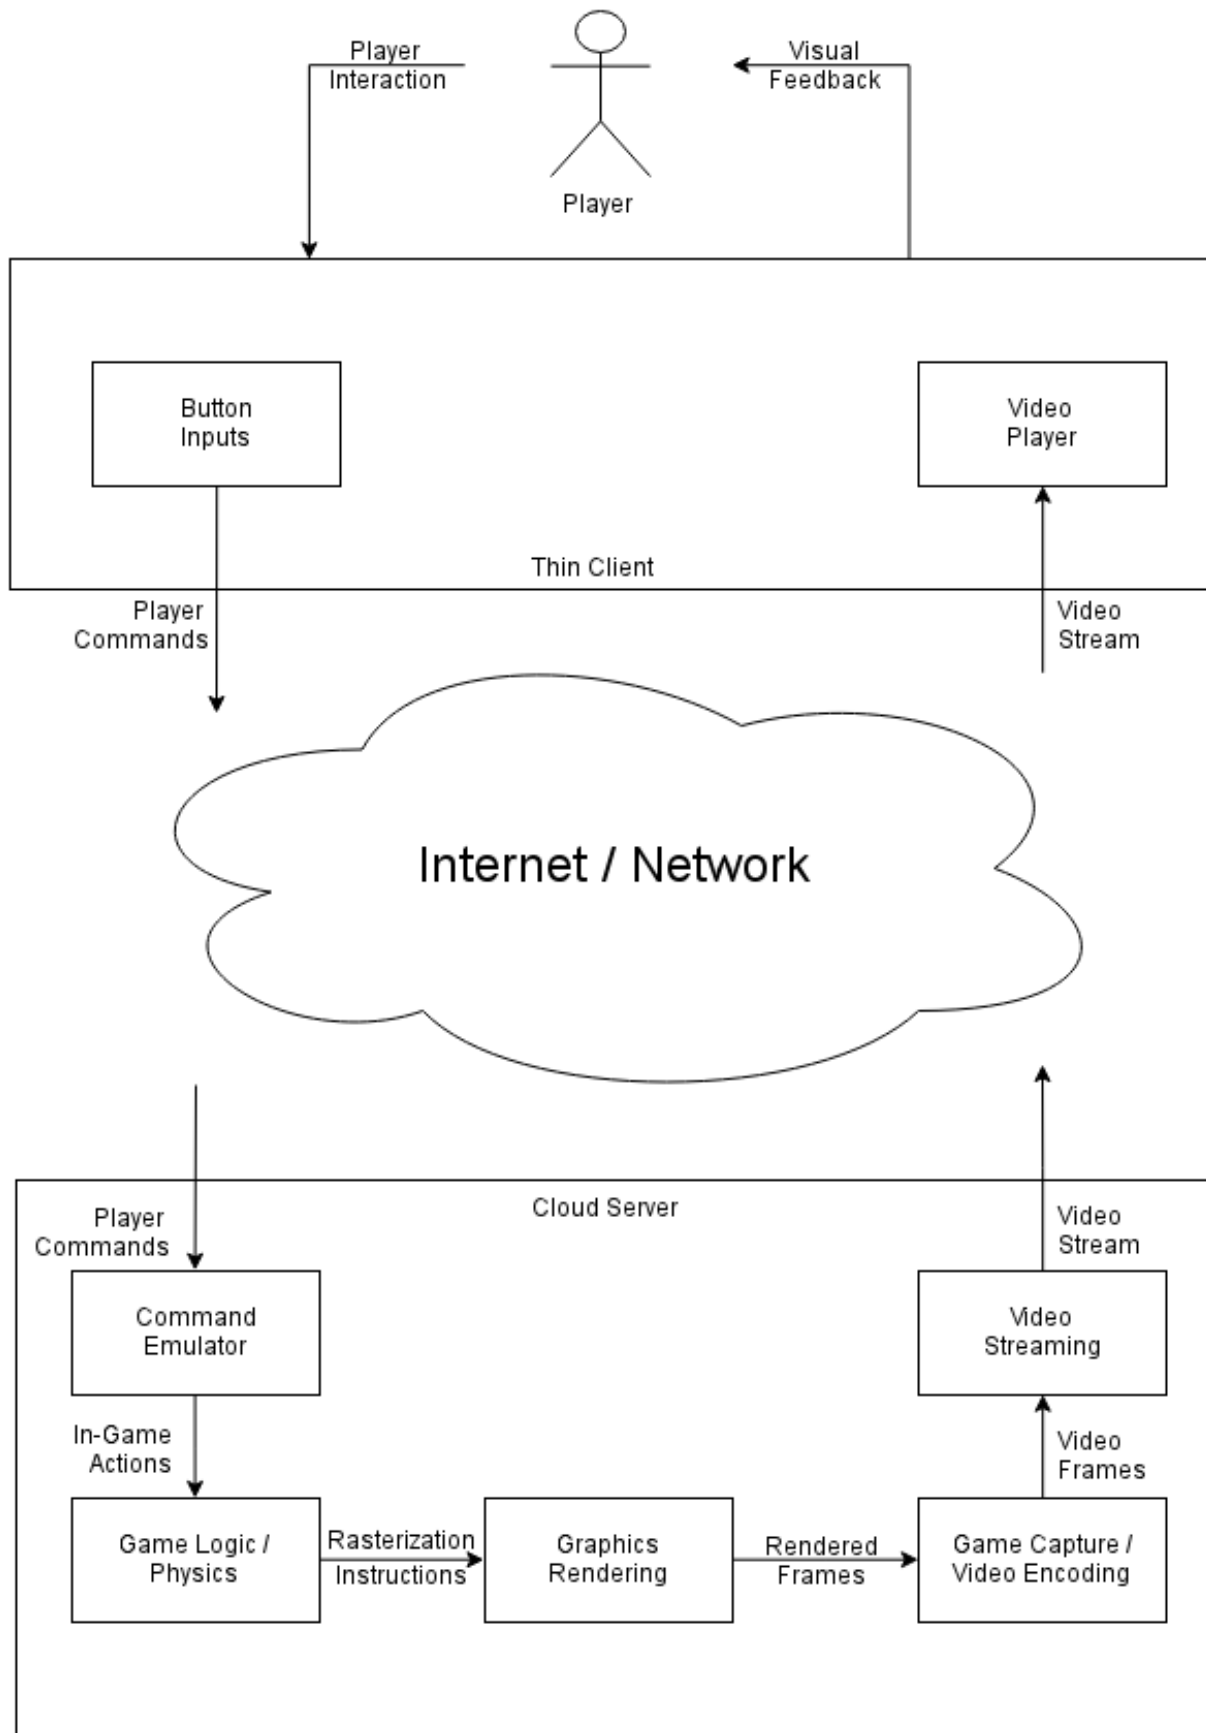 Player
Interaction
Visual
Feedback
Player
Button
Inputs
Video
Player
Thin Client
Player
Commands
Video
Stream
Internet / Network
Cloud Server
Player
Commands
Video
Stream
Command
Emulator
Video
Streaming
In-Game
Actions
Video
Frames
Game Logic /
Physics
Rasterization
Instructions
Graphics
Rendering
Rendered
Frames
Game Capture /
Video Encoding